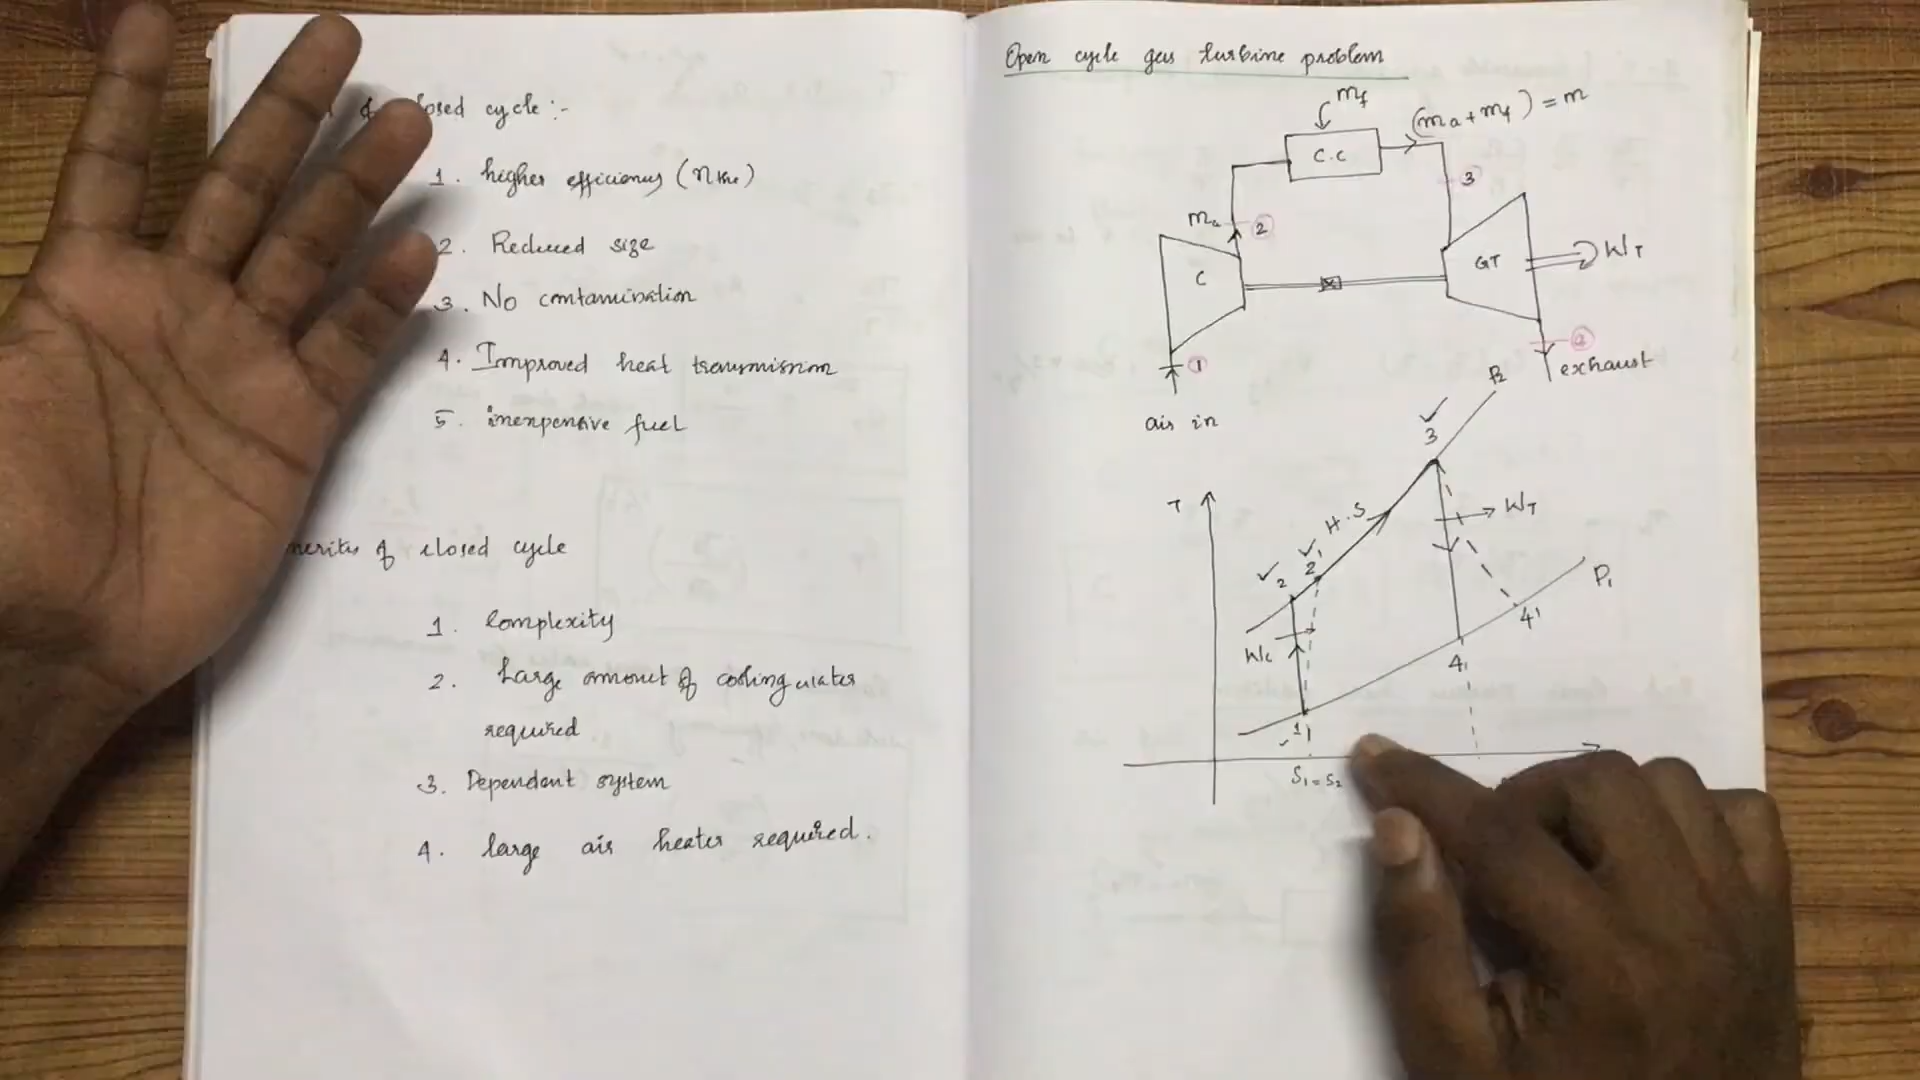 losed cycle :-
1. higher efficiency (ηthe)
2. Reduced size
3. No contamination
4. Improved heat transmission
5. inexpensive fuel
merits of closed cycle
1. Complexity
2. Large amount of cooling water
required
3. Dependent system
4. large air heater required.
Open cycle gas turbine problem
mf
(ma+mf) = m
C.C
3
ma
2
C
GT
WT
1
exhaust
air in
P2
3
T
H.S
WT
2
2'
P1
Wc
4'
4
1
S1=S2